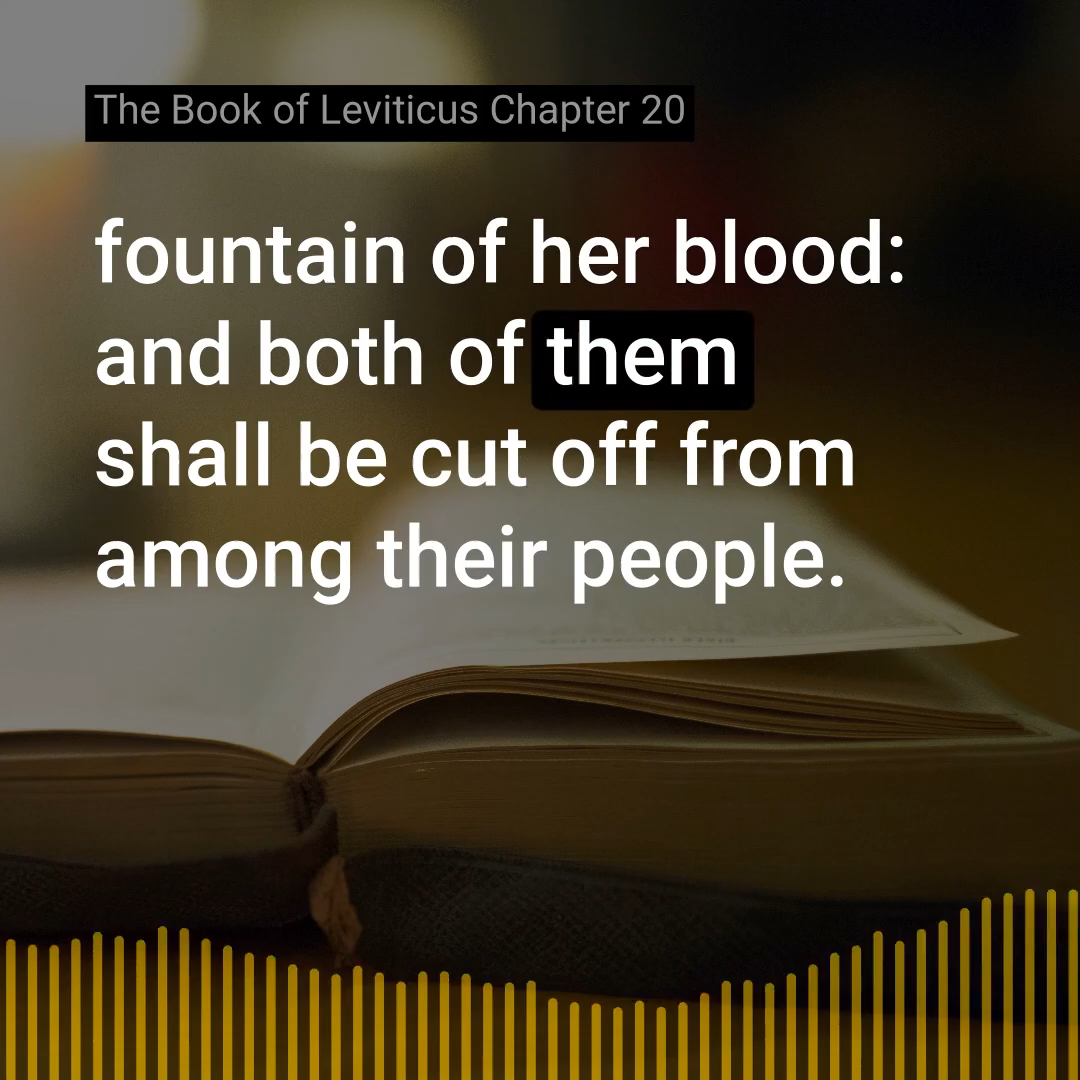 The Book of Leviticus Chapter 20
fountain of her blood:
and both of them
shall be cut off from
among their people.